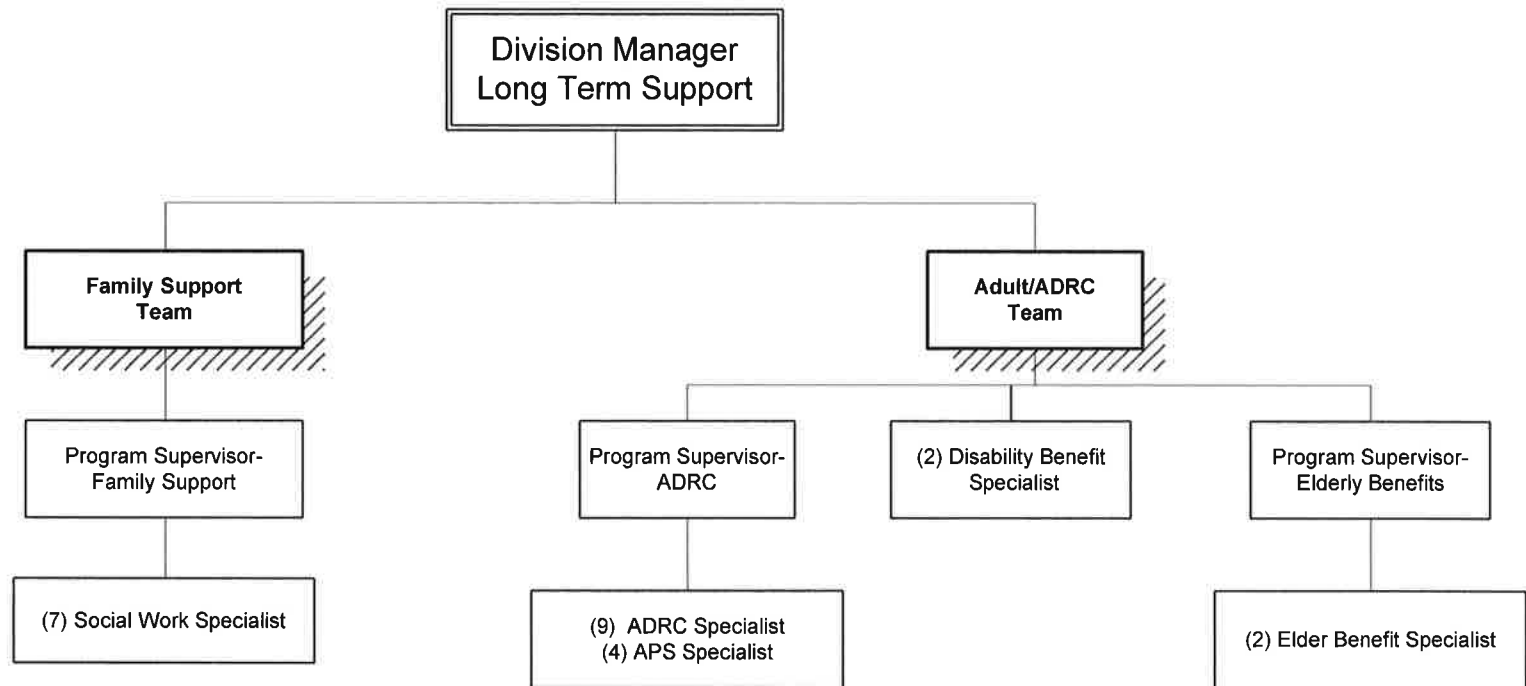 Division Manager
Long Term Support
Family Support
Team
Adult/ADRC
Team
Program Supervisor-
Family Support
Program Supervisor-
ADRC
(2) Disability Benefit
Specialist
Program Supervisor-
Elderly Benefits
(7) Social Work Specialist
(9) ADRC Specialist
(4) APS Specialist
(2) Elder Benefit Specialist